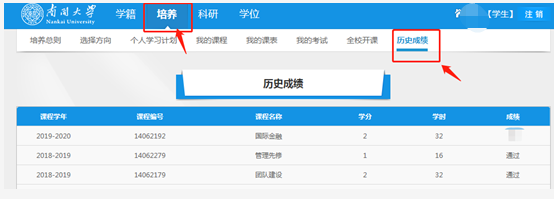 南開大学 学籍 培养 科研 学位 【学生】 注 销
Nankai University
培养总则 选择方向 个人学习计划 我的课程 我的课表 我的考试 全校开课 历史成绩
历史成绩
课程学年 课程编号 课程名称 学分 学时 成绩
2019-2020 14062192 国际金融 2 32
2018-2019 14062279 管理先修 1 16 通过
2018-2019 14062179 团队建设 2 32 通过